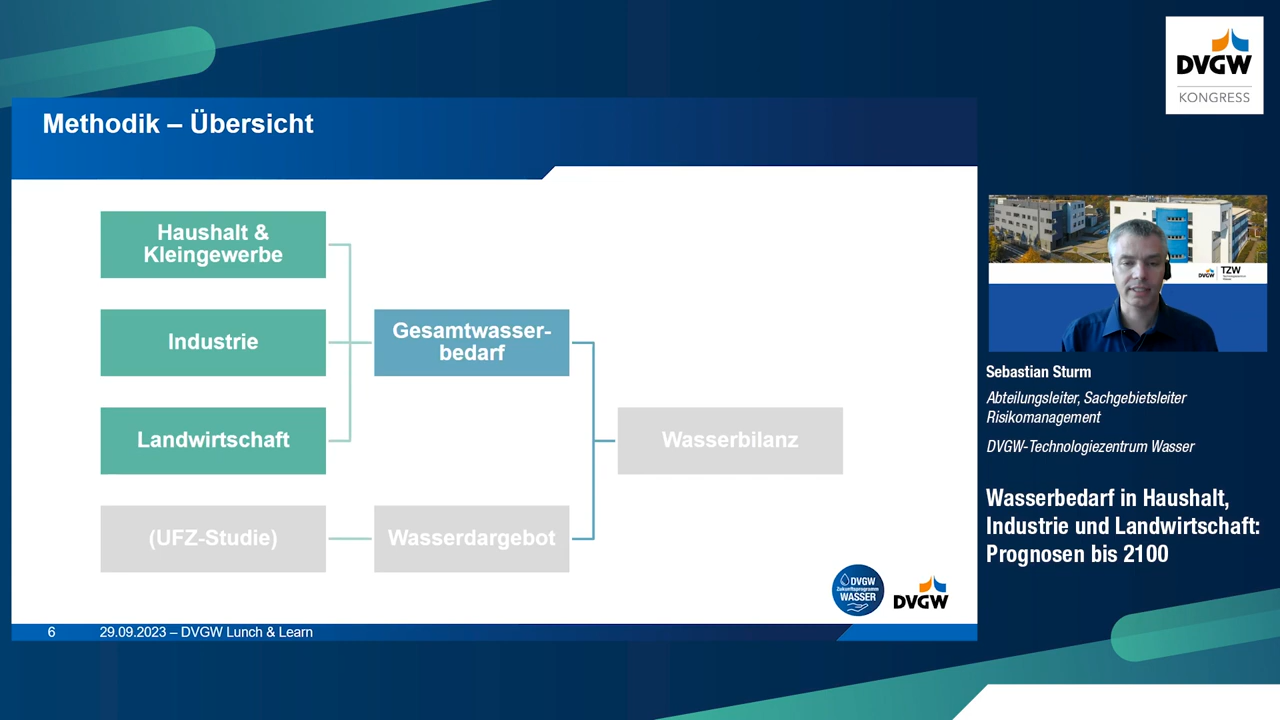 DVGW
KONGRESS
Methodik – Übersicht
Haushalt &
Kleingewerbe
Industrie
Gesamtwasser-
bedarf
Landwirtschaft
Wasserbilanz
(UFZ-Studie)
Wasserdargebot
DVGW
Zukunftsprogramm
WASSER
DVGW
6
29.09.2023 – DVGW Lunch & Learn
DVGW
TZW
Sebastian Sturm
Abteilungsleiter, Sachgebietsleiter
Risikomanagement
DVGW-Technologiezentrum Wasser
Wasserbedarf in Haushalt,
Industrie und Landwirtschaft:
Prognosen bis 2100